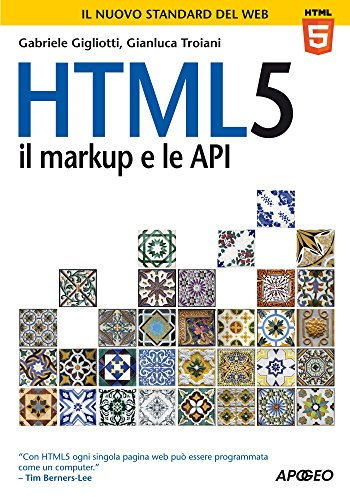 IL NUOVO STANDARD DEL WEB
HTML
5
Gabriele Gigliotti, Gianluca Troiani
HTML5
il markup e le API
“Con HTML5 ogni singola pagina web può essere programmata
come un computer.”
– Tim Berners-Lee
APOGEO